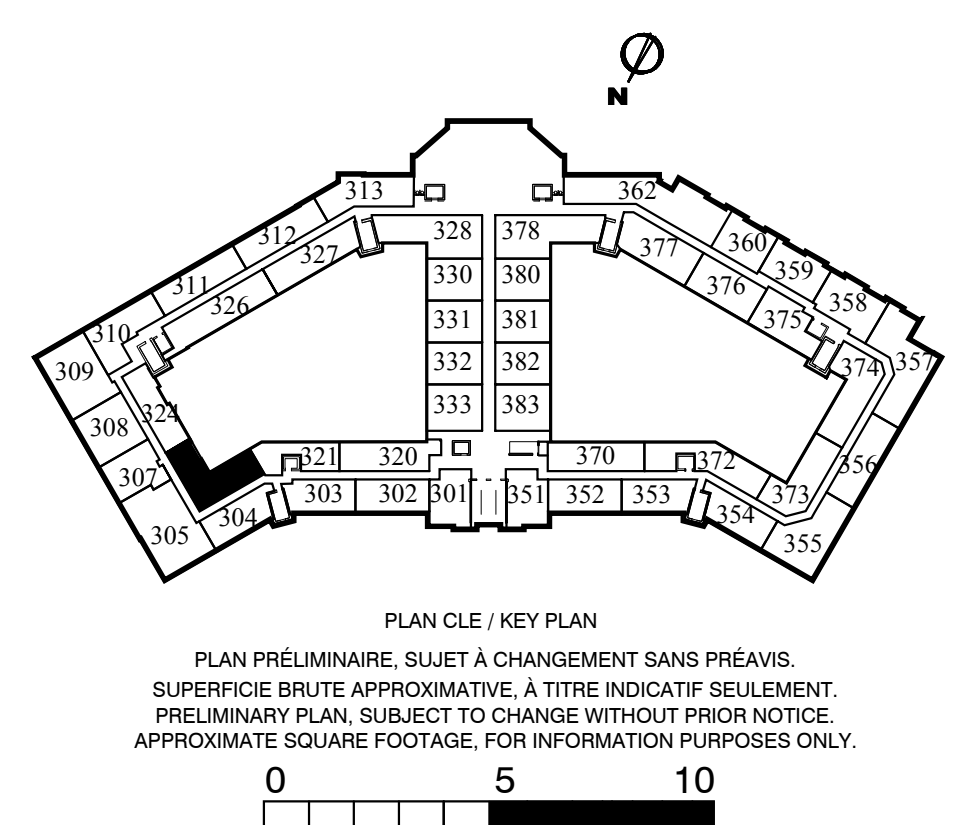 N
313 362
312 328 378 360
327 377
311 330 380 359
326 376 358
310 331 381 375
309 332 382 374 357
324 333 383
308
321 320 370 372 356
307
303 302 301 351 352 353 373
305 304 354 355
PLAN CLE / KEY PLAN
PLAN PRÉLIMINAIRE, SUJET À CHANGEMENT SANS PRÉAVIS.
SUPERFICIE BRUTE APPROXIMATIVE, À TITRE INDICATIF SEULEMENT.
PRELIMINARY PLAN, SUBJECT TO CHANGE WITHOUT PRIOR NOTICE.
APPROXIMATE SQUARE FOOTAGE, FOR INFORMATION PURPOSES ONLY.
0 5 10